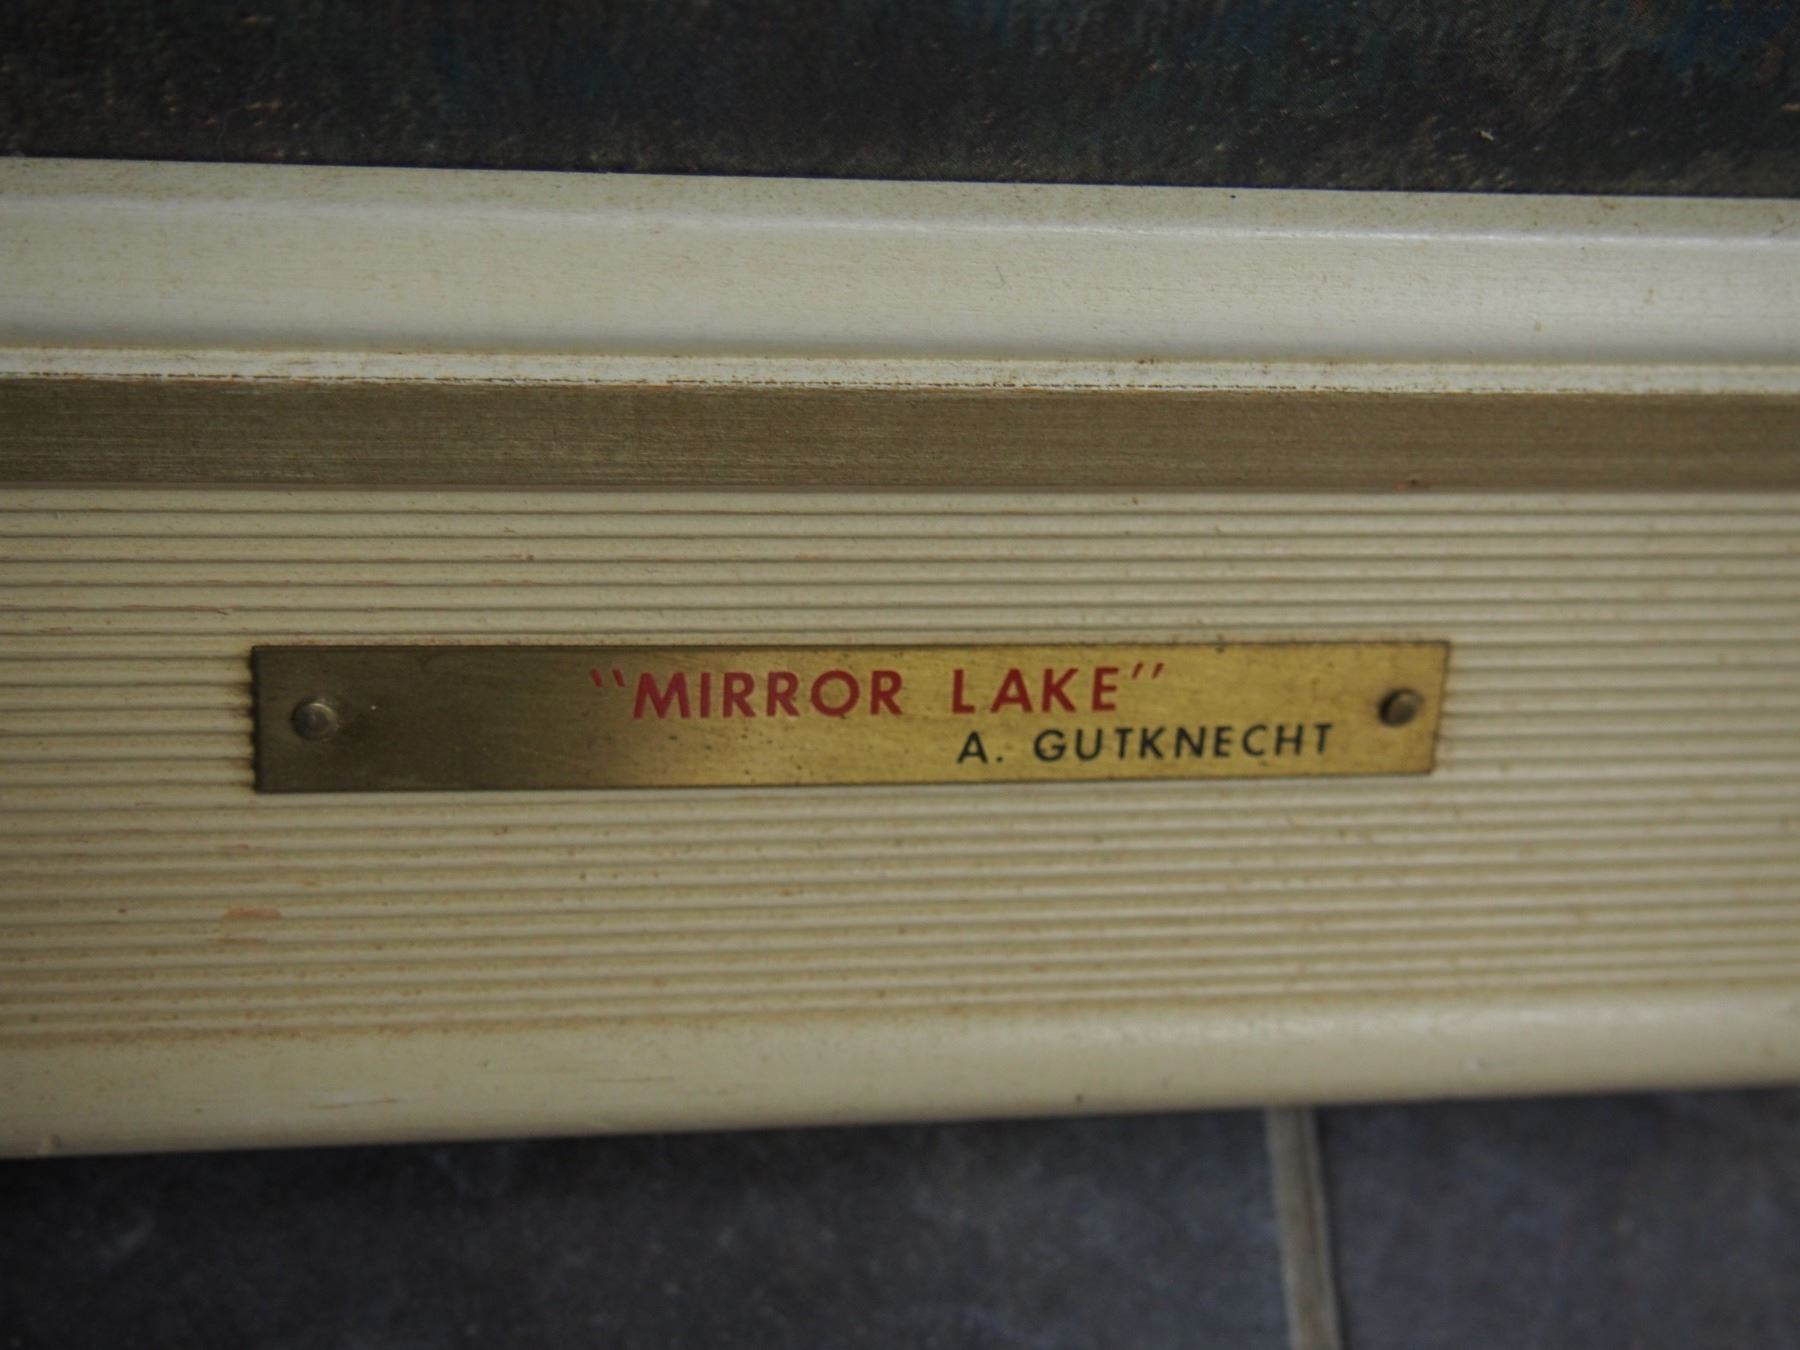 "MIRROR LAKE"
A. GUTKNECHT